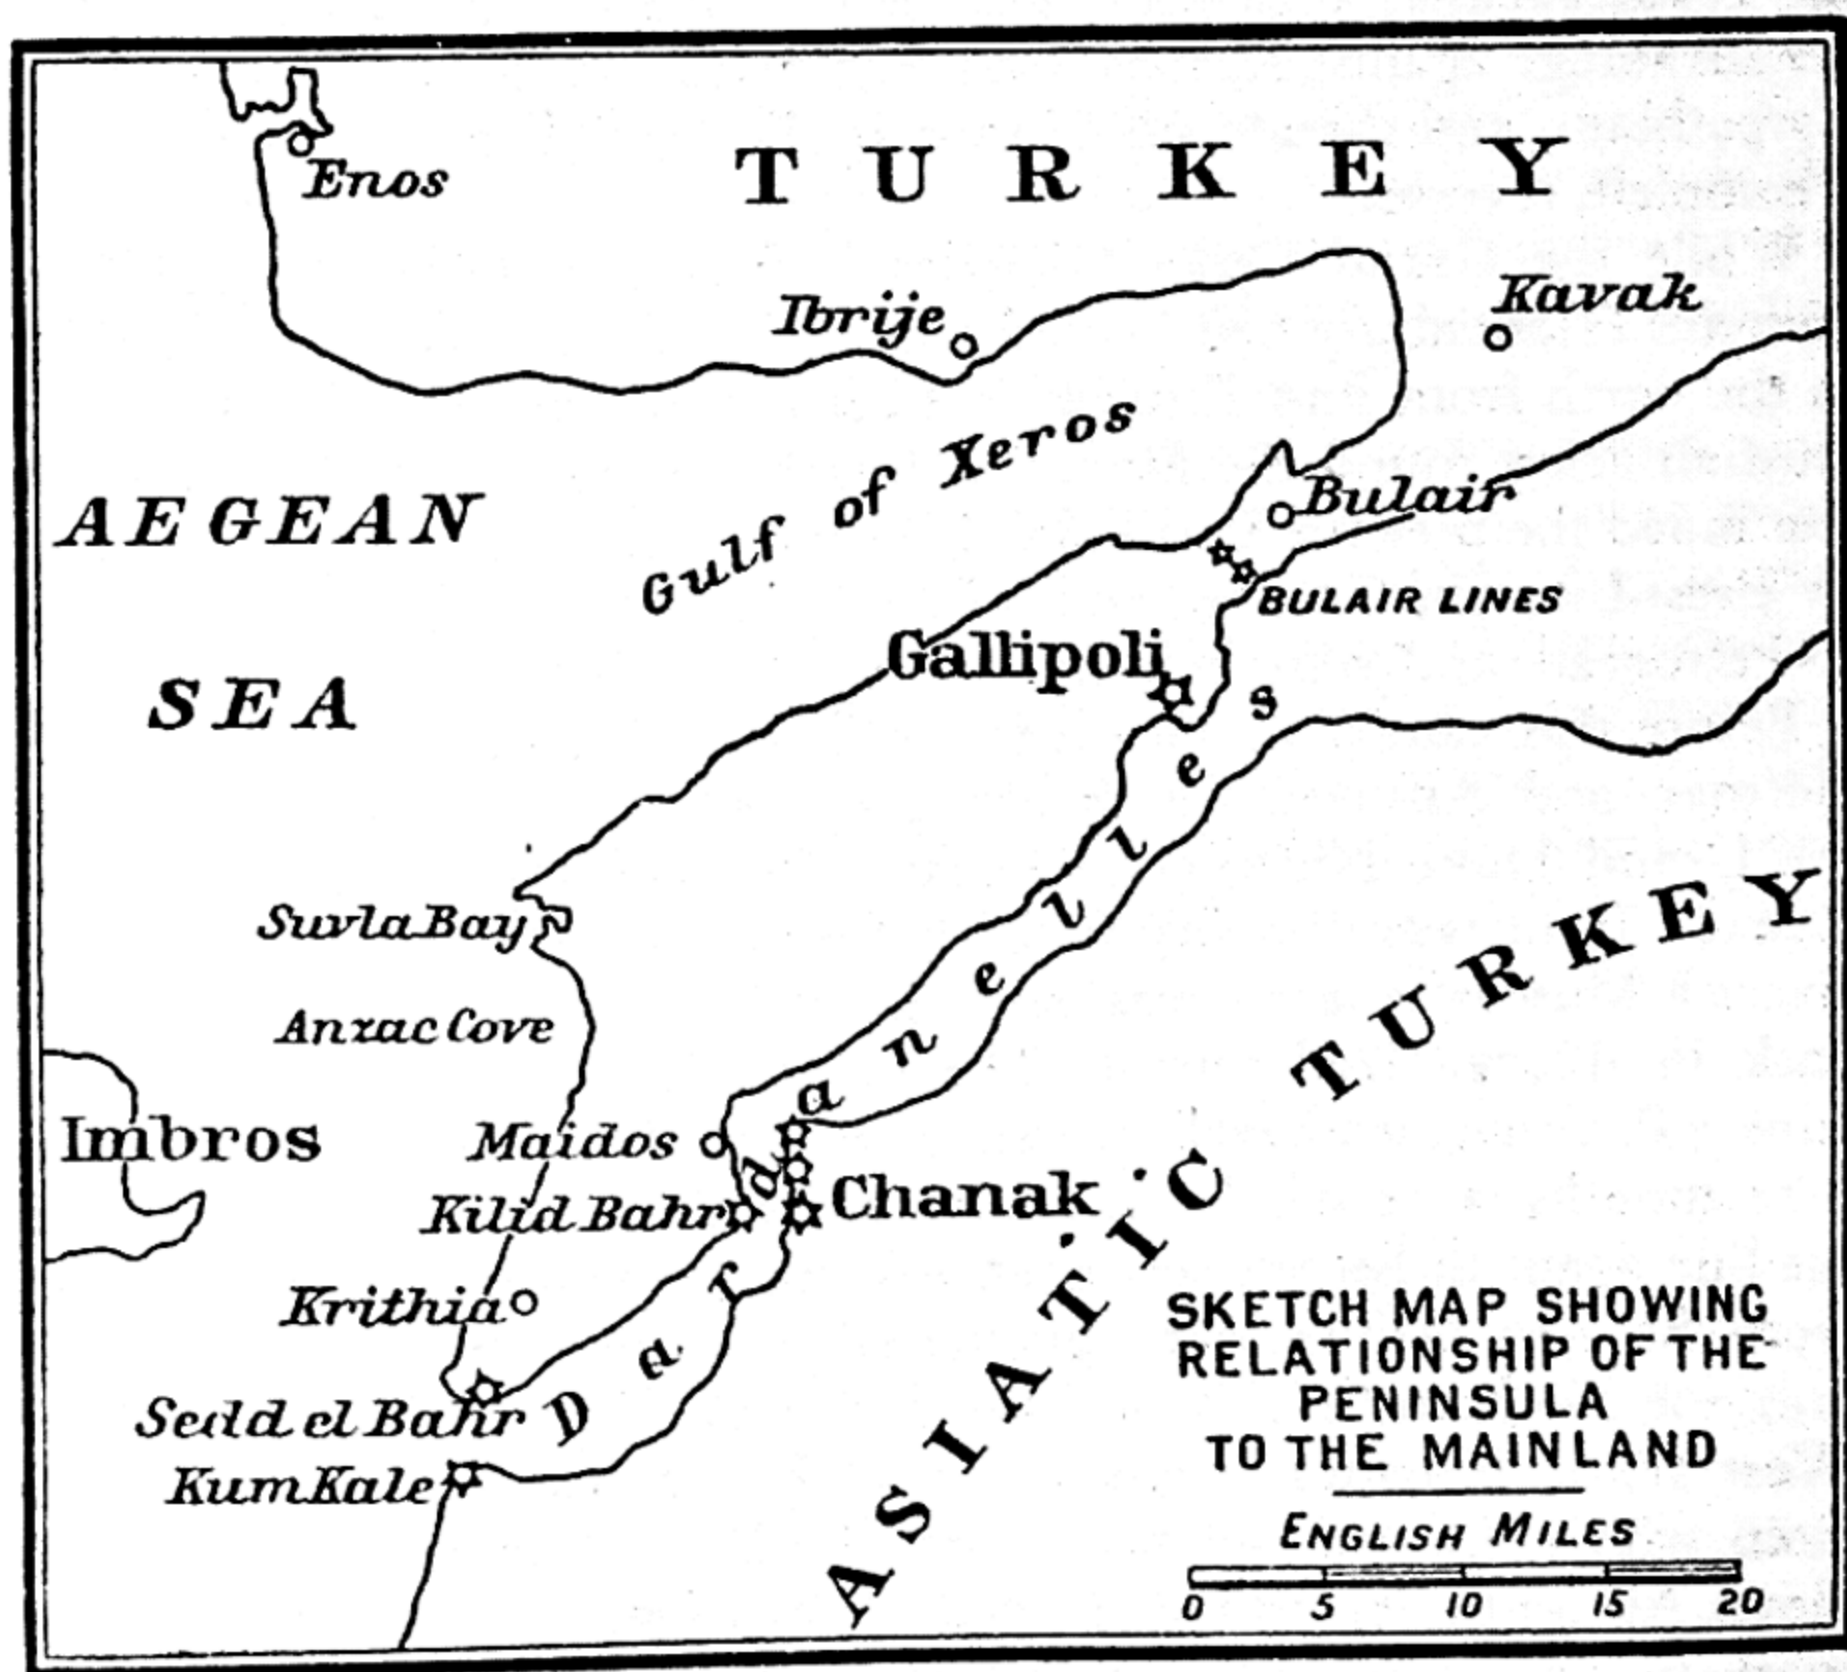 Enos
TURKEY
Ibrije
Kavak
Gulf of Xeros
AEGEAN
SEA
Bulair
BULAIR LINES
Gallipoli
Dardanelles
Suvla Bay
Anzac Cove
Imbros
Maidos
Kilid Bahr
Chanak
Krithia
Sedd el Bahr
Kum Kale
ASIATIC TURKEY
SKETCH MAP SHOWING
RELATIONSHIP OF THE
PENINSULA
TO THE MAINLAND
ENGLISH MILES
0 5 10 15 20